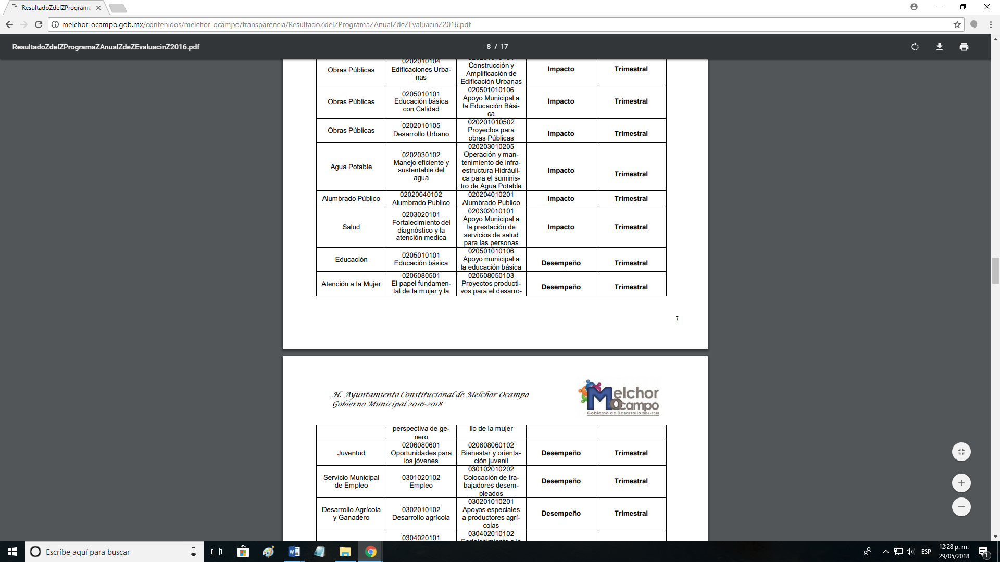 ResultadoZdelZPrograma
melchor-ocampo.gob.mx/contenidos/melchor-ocampo/transparencia/ResultadoZdelZProgramaZAnualZdeZEvaluacinZ2016.pdf
ResultadoZdelZProgramaZAnualZdeZEvaluacinZ2016.pdf
8 / 17
Obras Públicas
0202010104
Edificaciones Urba-
nas
Construcción y
Amplificación de
Edificación Urbanas
Impacto
Trimestral
Obras Públicas
0205010101
Educación básica
con Calidad
020501010106
Apoyo Municipal a
la Educación Bási-
ca
Impacto
Trimestral
Obras Públicas
0202010105
Desarrollo Urbano
020201010502
Proyectos para
obras Públicas
Impacto
Trimestral
Agua Potable
0202030102
Manejo eficiente y
sustentable del
agua
020203010205
Operación y man-
tenimiento de infra-
estructura Hidráuli-
ca para el suminis-
tro de Agua Potable
Impacto
Trimestral
Alumbrado Público
02020040102
Alumbrado Publico
020204010201
Alumbrado Publico
Impacto
Trimestral
Salud
0203020101
Fortalecimiento del
diagnóstico y la
atención medica
020302010101
Apoyo Municipal a
la prestación de
servicios de salud
para las personas
Impacto
Trimestral
Educación
0205010101
Educación básica
020501010106
Apoyo municipal a
la educación básica
Desempeño
Trimestral
Atención a la Mujer
0206080501
El papel fundamen-
tal de la mujer y la
020608050103
Proyectos producti-
vos para el desarro-
Desempeño
Trimestral
7
H. Ayuntamiento Constitucional de Melchor Ocampo
Gobierno Municipal 2016-2018
Melchor
Ocampo
Gobierno de Desarrollo 2016-2018
perspectiva de ge-
nero
llo de la mujer
Juventud
0206080601
Oportunidades para
los jóvenes
020608060102
Bienestar y orienta-
ción juvenil
Desempeño
Trimestral
Servicio Municipal
de Empleo
0301020102
Empleo
030102010202
Colocación de tra-
bajadores desem-
pleados
Desempeño
Trimestral
Desarrollo Agrícola
y Ganadero
0302010102
Desarrollo agrícola
030201010201
Apoyos especiales
a productores agrí-
colas
Desempeño
Trimestral
0304020101
030402010102
Escribe aquí para buscar
ESP
12:28 p. m.
29/05/2018
1